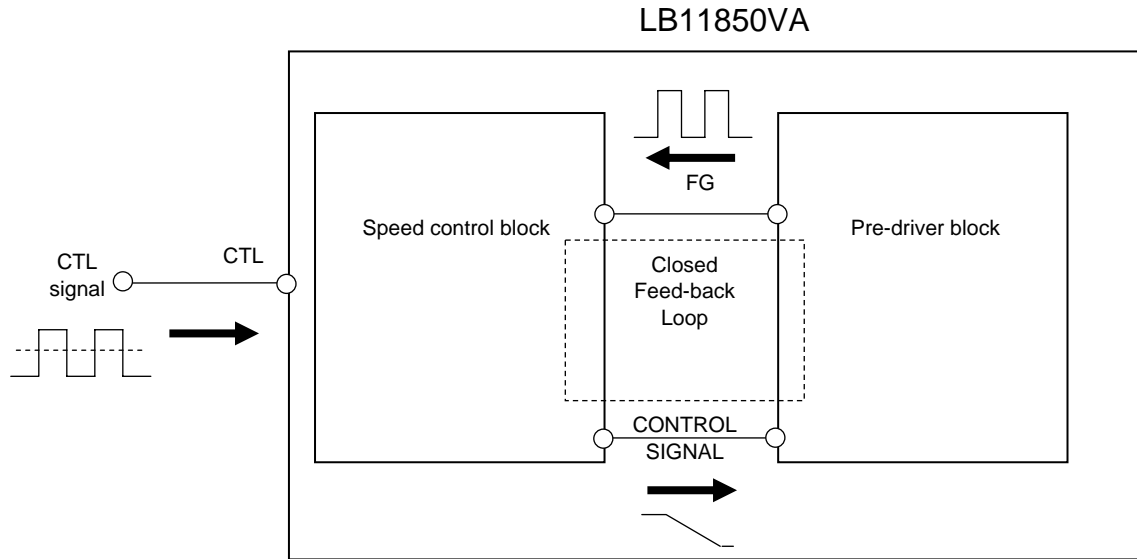 LB11850VA
FG
Speed control block
Pre-driver block
CTL
signal
CTL
Closed
Feed-back
Loop
CONTROL
SIGNAL